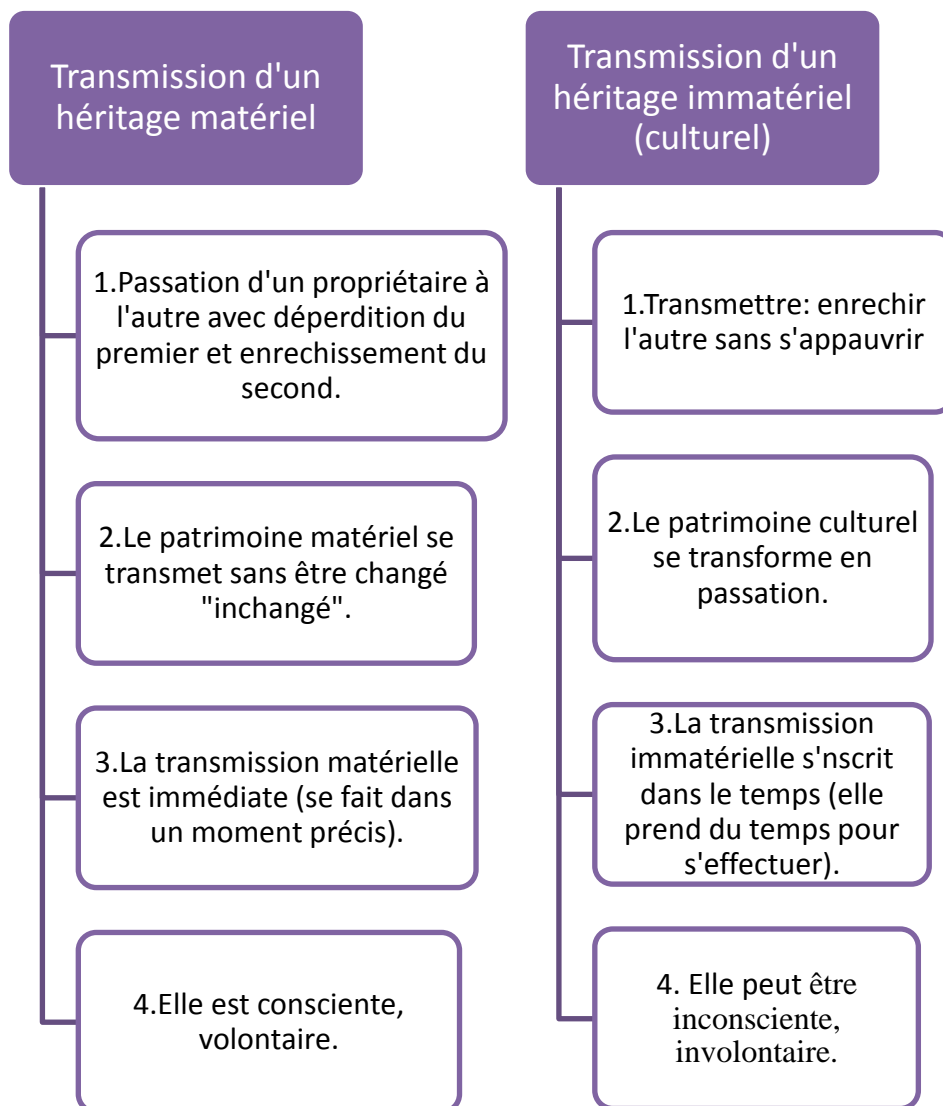 Transmission d'un
héritage matériel
1.Passation d'un propriétaire à
l'autre avec déperdition du
premier et enrechissement du
second.
2.Le patrimoine matériel se
transmet sans être changé
"inchangé".
3.La transmission matérielle
est immédiate (se fait dans
un moment précis).
4.Elle est consciente,
volontaire.
Transmission d'un
héritage immatériel
(culturel)
1.Transmettre: enrechir
l'autre sans s'appauvrir
2.Le patrimoine culturel
se transforme en
passation.
3.La transmission
immatérielle s'nscrit
dans le temps (elle
prend du temps pour
s'effectuer).
4. Elle peut être
inconsciente,
involontaire.